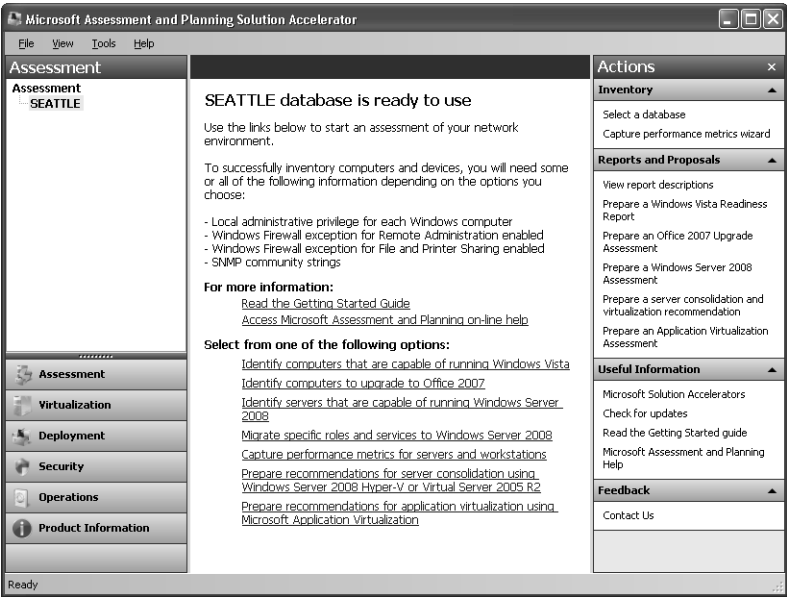 Microsoft Assessment and Planning Solution Accelerator
File View Tools Help
Assessment
Assessment
SEATTLE
Assessment
Virtualization
Deployment
Security
Operations
Product Information
SEATTLE database is ready to use
Use the links below to start an assessment of your network
environment.
To successfully inventory computers and devices, you will need some
or all of the following information depending on the options you
choose:
- Local administrative privilege for each Windows computer
- Windows Firewall exception for Remote Administration enabled
- Windows Firewall exception for File and Printer Sharing enabled
- SNMP community strings
For more information:
Read the Getting Started Guide
Access Microsoft Assessment and Planning on-line help
Select from one of the following options:
Identify computers that are capable of running Windows Vista
Identify computers to upgrade to Office 2007
Identify servers that are capable of running Windows Server
2008
Migrate specific roles and services to Windows Server 2008
Capture performance metrics for servers and workstations
Prepare recommendations for server consolidation using
Windows Server 2008 Hyper-V or Virtual Server 2005 R2
Prepare recommendations for application virtualization using
Microsoft Application Virtualization
Actions
Inventory
Select a database
Capture performance metrics wizard
Reports and Proposals
View report descriptions
Prepare a Windows Vista Readiness
Report
Prepare an Office 2007 Upgrade
Assessment
Prepare a Windows Server 2008
Assessment
Prepare a server consolidation and
virtualization recommendation
Prepare an Application Virtualization
Assessment
Useful Information
Microsoft Solution Accelerators
Check for updates
Read the Getting Started guide
Microsoft Assessment and Planning
Help
Feedback
Contact Us
Ready